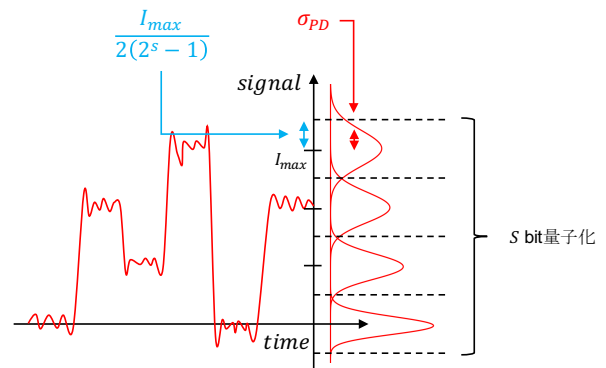 I_max / 2(2^s − 1)
σ_PD
signal
I_max
S bit量子化
time